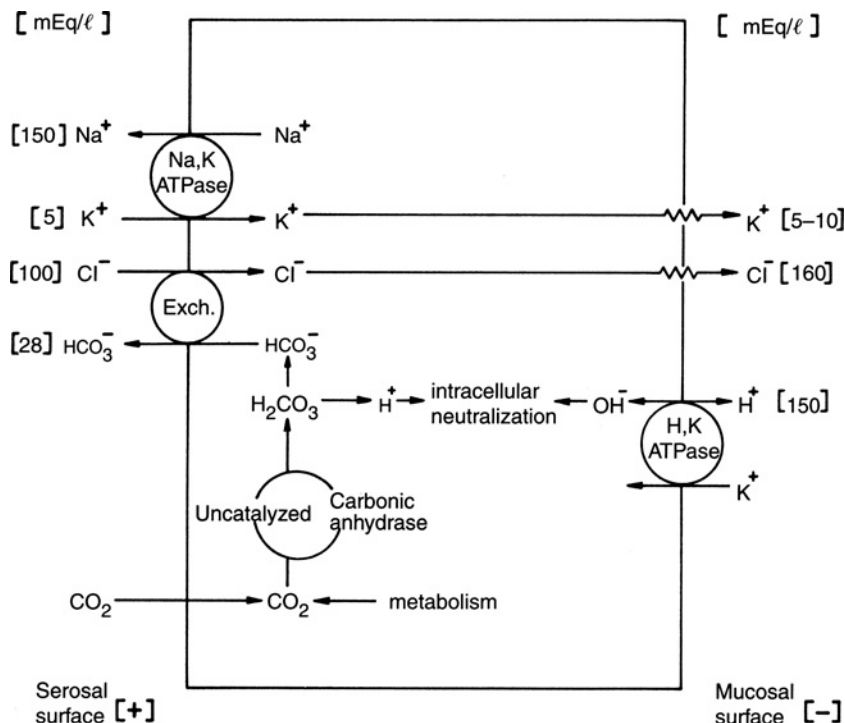 [ mEq/ℓ ] [ mEq/ℓ ]
[150] Na⁺ Na⁺
Na,K
ATPase
[5] K⁺ K⁺ K⁺ [5–10]
[100] Cl⁻ Cl⁻ Cl⁻ [160]
Exch.
[28] HCO₃⁻ HCO₃⁻
H₂CO₃ H⁺ intracellular
neutralization OH⁻ H⁺ [150]
H,K
ATPase
K⁺
Uncatalyzed Carbonic
anhydrase
CO₂ CO₂ metabolism
Serosal
surface [+]
Mucosal
surface [–]